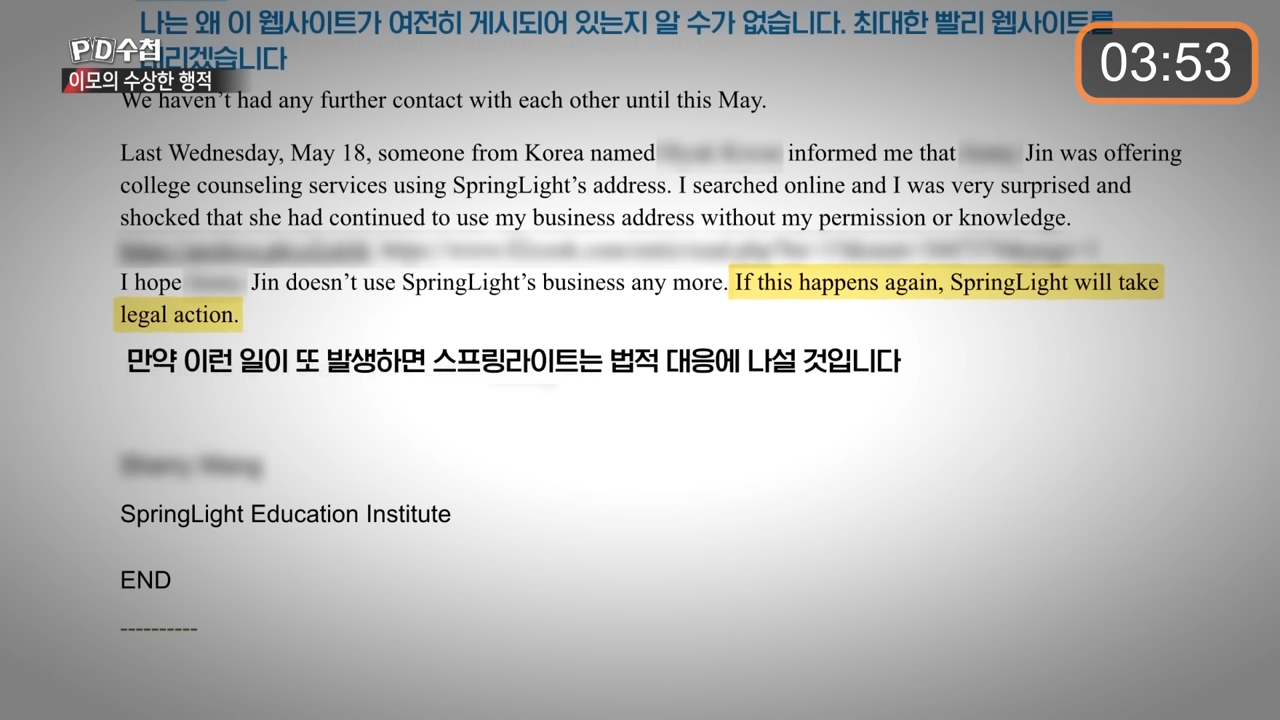 나는 왜 이 웹사이트가 여전히 게시되어 있는지 알 수가 없습니다. 최대한 빨리 웹사이트를
내리겠습니다
PD수첩
이모의 수상한 행적
03:53
We haven't had any further contact with each other until this May.
Last Wednesday, May 18, someone from Korea named informed me that Jin was offering
college counseling services using SpringLight's address. I searched online and I was very surprised and
shocked that she had continued to use my business address without my permission or knowledge.
I hope Jin doesn't use SpringLight's business any more. If this happens again, SpringLight will take
legal action.
만약 이런 일이 또 발생하면 스프링라이트는 법적 대응에 나설 것입니다
SpringLight Education Institute
END
----------